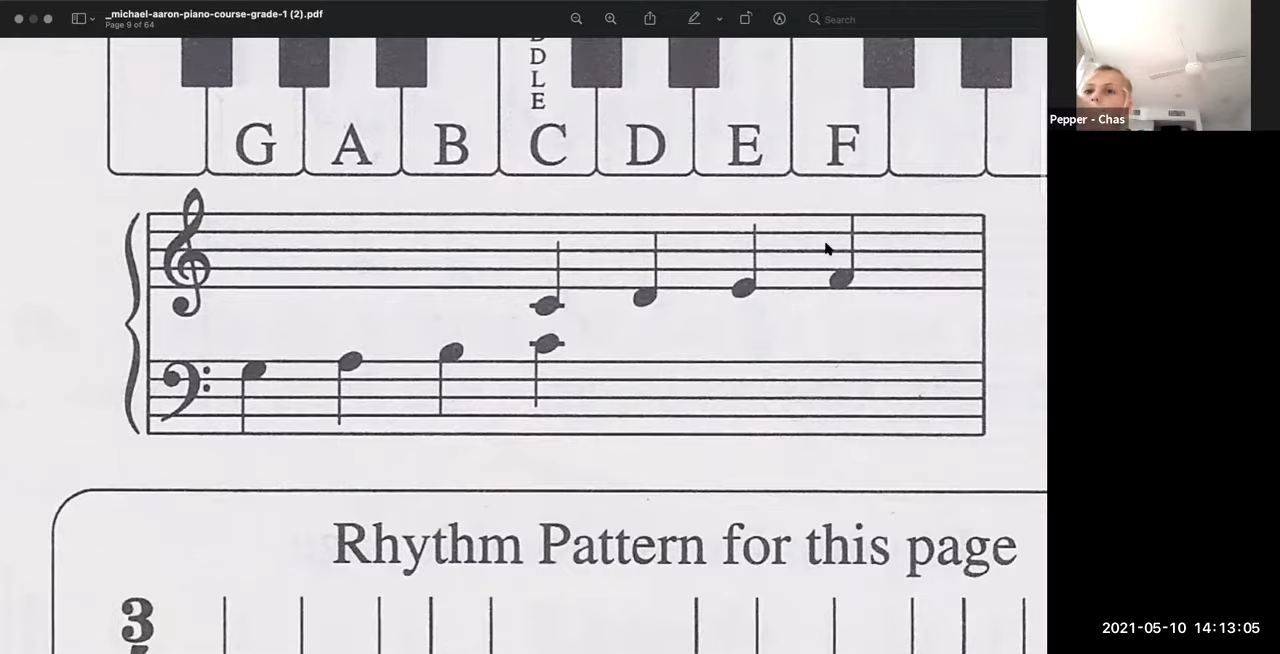 _michael-aaron-piano-course-grade-1 (2).pdf
Page 9 of 64
Search
D
L
E
G A B C D E F
Rhythm Pattern for this page
3
Pepper - Chas
2021-05-10 14:13:05